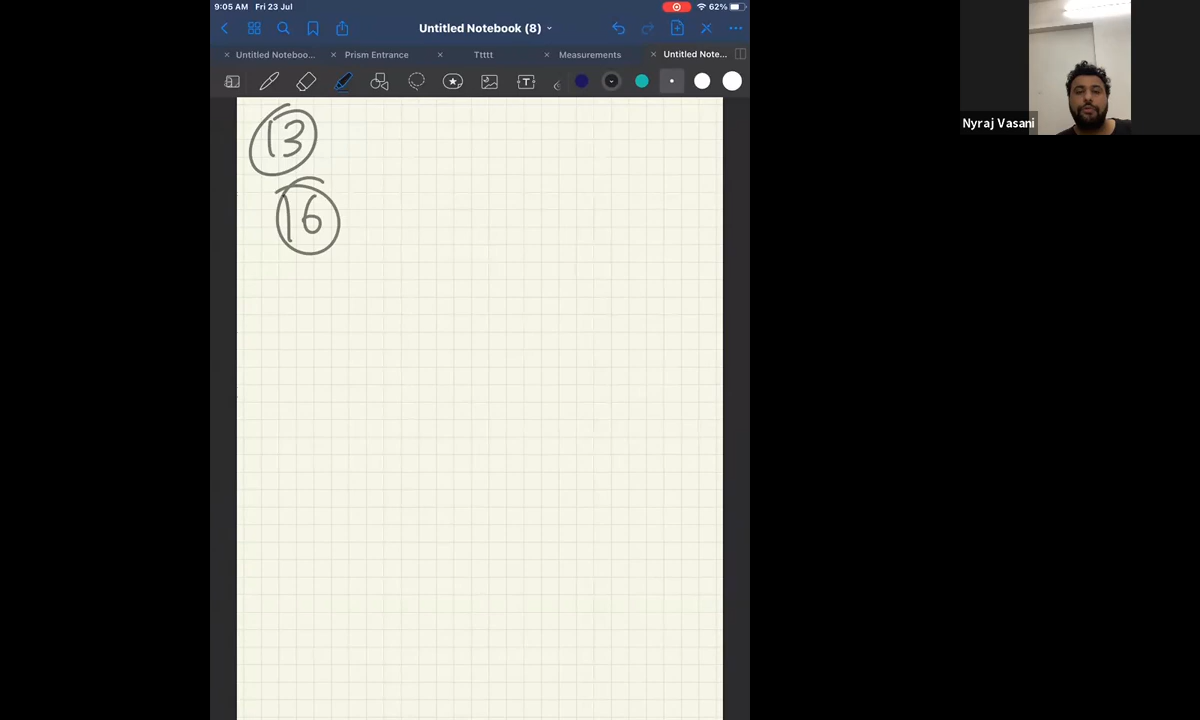 9:05 AM Fri 23 Jul 62%
Untitled Notebook (8)
Untitled Noteboo... Prism Entrance Ttttt Measurements Untitled Note...
13
16
Nyraj Vasani